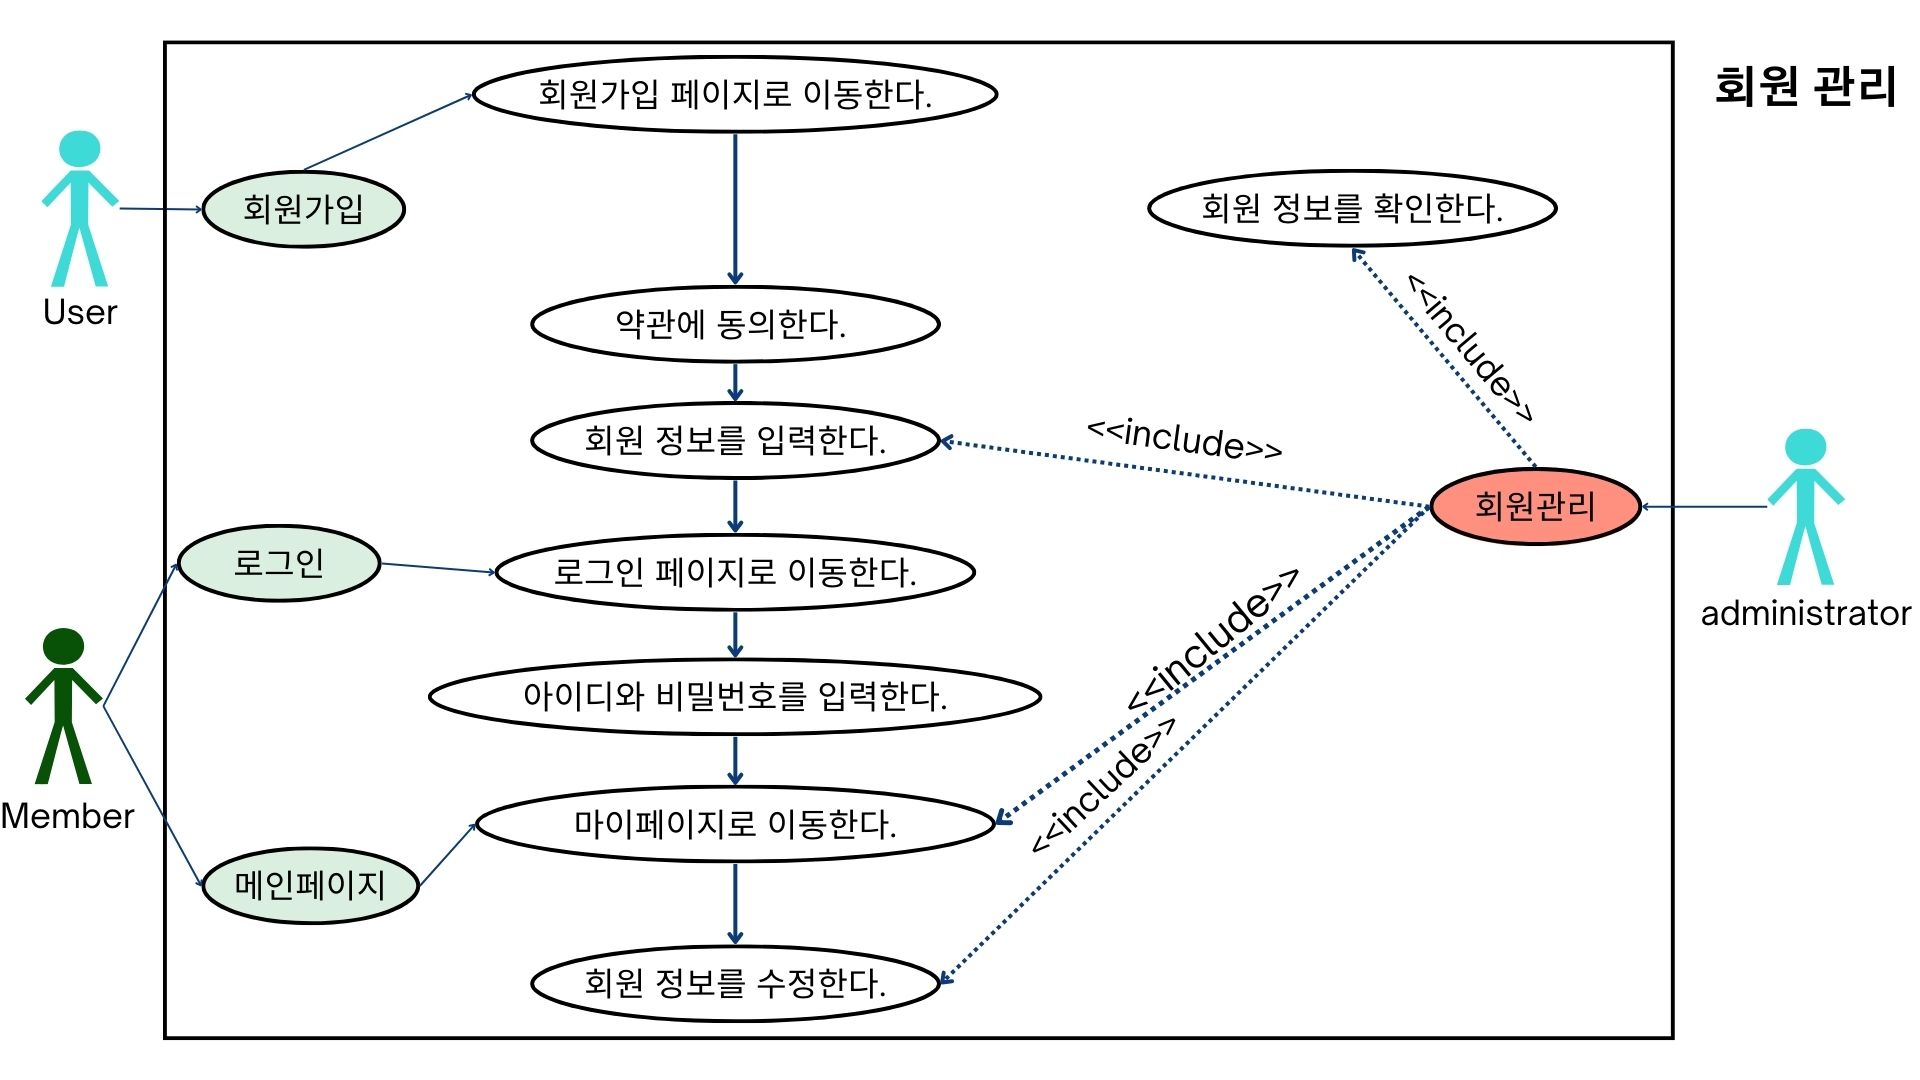 회원 관리
회원가입 페이지로 이동한다.
회원가입
회원 정보를 확인한다.
User
<<include>>
약관에 동의한다.
회원 정보를 입력한다.
<<include>>
회원관리
로그인
로그인 페이지로 이동한다.
administrator
<<include>>
아이디와 비밀번호를 입력한다.
<<include>>
Member
마이페이지로 이동한다.
메인페이지
회원 정보를 수정한다.